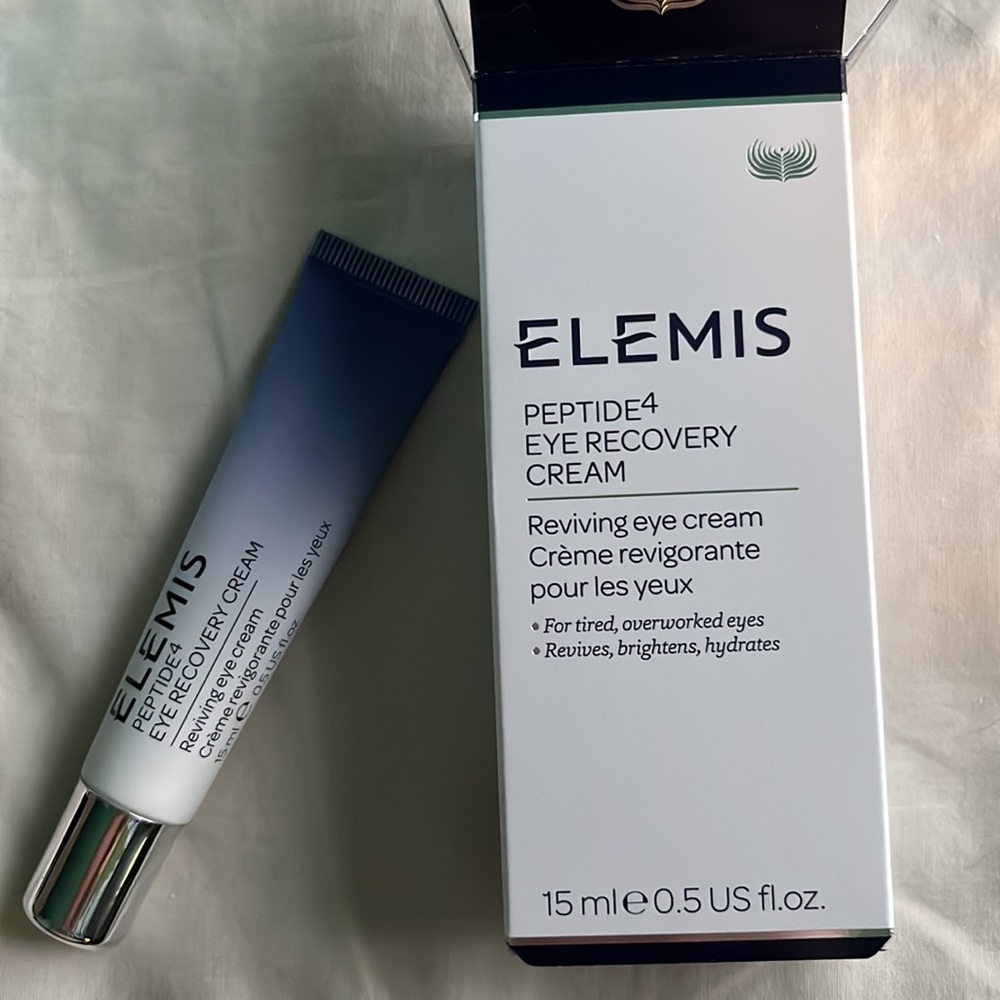 ELEMIS
PEPTIDE4
EYE RECOVERY CREAM
Reviving eye cream
Crème revigorante pour les yeux
15 ml e 0.5 US fl.oz.
ELEMIS
PEPTIDE4
EYE RECOVERY
CREAM
Reviving eye cream
Crème revigorante
pour les yeux
• For tired, overworked eyes
• Revives, brightens, hydrates
15 ml e 0.5 US fl.oz.